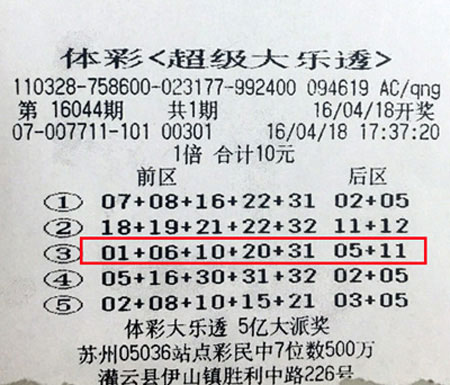 体彩<超级大乐透>
110328-758600-023177-992400 094619 AC/qng
第 16044期 共1期 16/04/18开奖
07-007711-101 00301 16/04/18 17:37:20
1倍 合计10元
前区 后区
① 07+08+16+22+31 02+05
② 18+19+21+22+32 11+12
③ 01+06+10+20+31 05+11
④ 05+16+30+31+32 02+05
⑤ 02+08+10+15+21 03+05
体彩大乐透 5亿大派奖
苏州05036站点彩民中7位数500万
灌云县伊山镇胜利中路226号